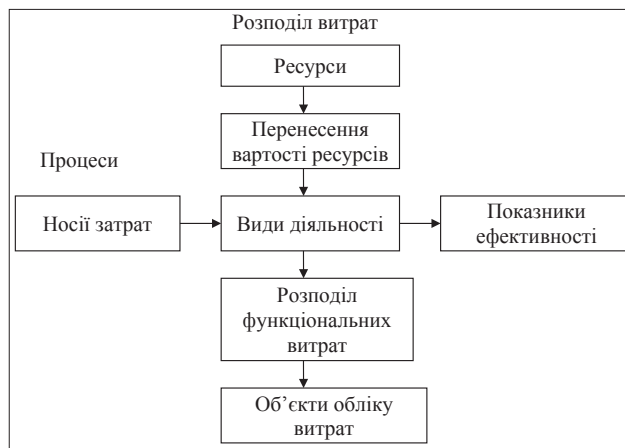 Розподіл витрат
Ресурси
Перенесення
вартості ресурсів
Процеси
Носії затрат
Види діяльності
Показники
ефективності
Розподіл
функціональних
витрат
Об’єкти обліку
витрат